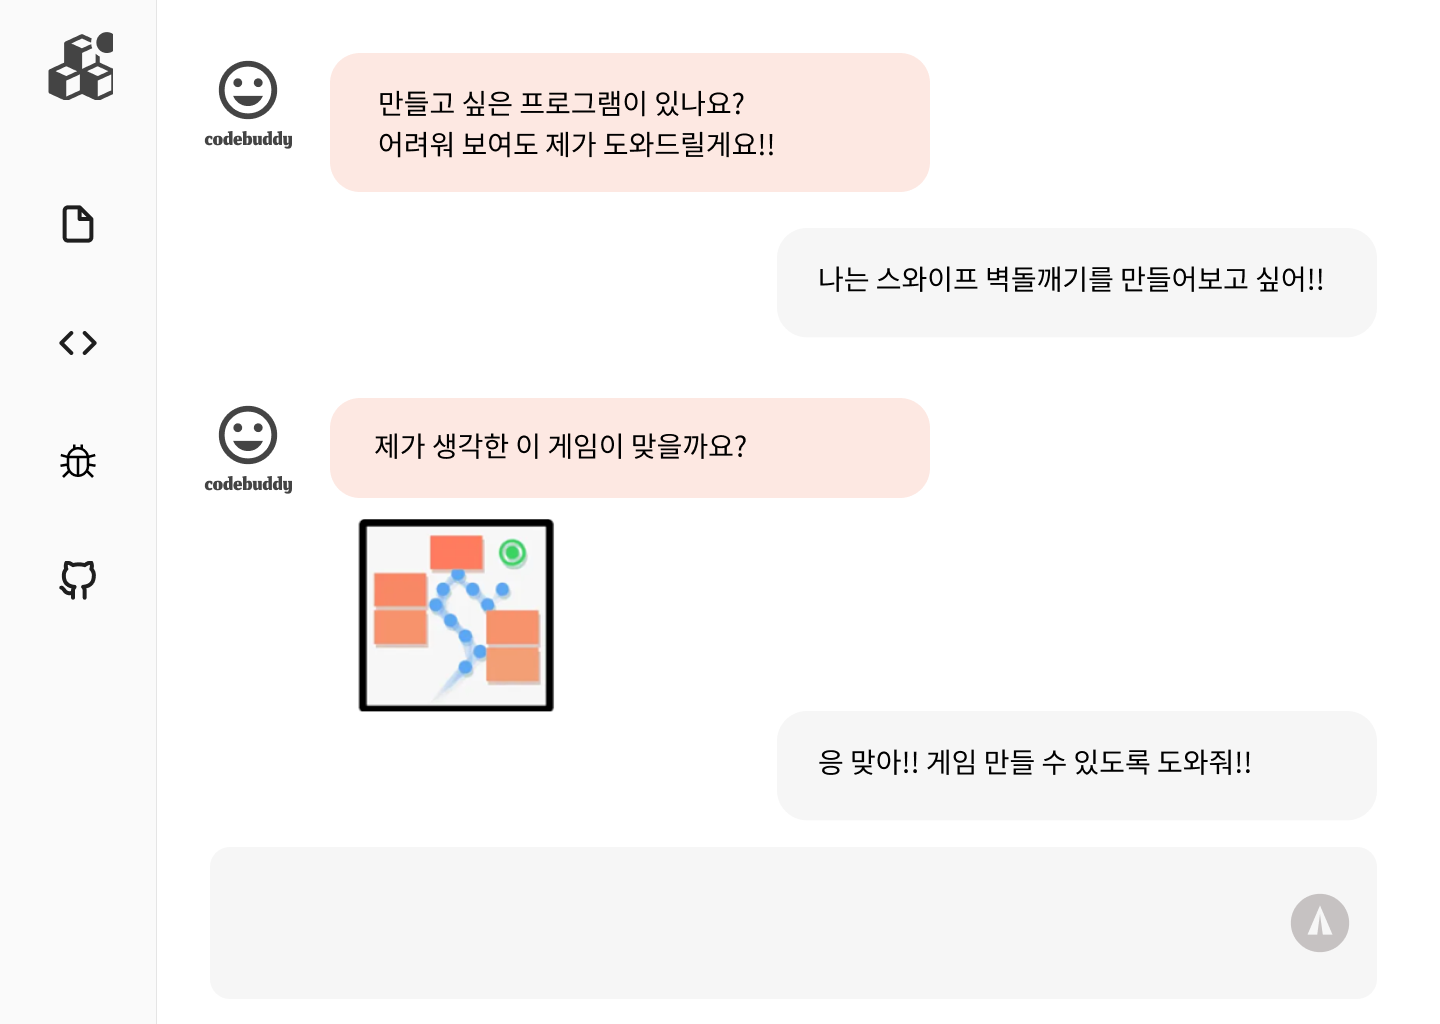 만들고 싶은 프로그램이 있나요?
어려워 보여도 제가 도와드릴게요!!
codebuddy
나는 스와이프 벽돌깨기를 만들어보고 싶어!!
제가 생각한 이 게임이 맞을까요?
codebuddy
응 맞아!! 게임 만들 수 있도록 도와줘!!